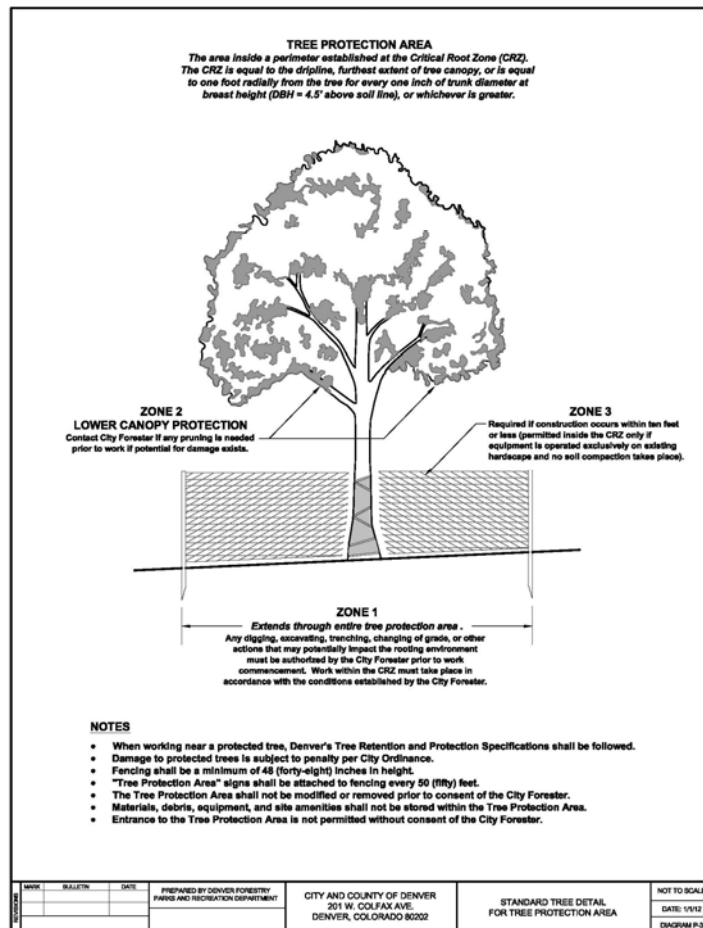 TREE PROTECTION AREA
The area inside a perimeter established at the Critical Root Zone (CRZ).
The CRZ is equal to the dripline, furthest extent of tree canopy, or is equal
to one foot radially from the tree for every one inch of trunk diameter at
breast height (DBH = 4.5' above soil line), or whichever is greater.
ZONE 2
LOWER CANOPY PROTECTION
Contact City Forester if any pruning is needed
prior to work if potential for damage exists.
ZONE 3
Required if construction occurs within ten feet
or less (permitted inside the CRZ only if
equipment is operated exclusively on existing
hardscape and no soil compaction takes place).
ZONE 1
Extends through entire tree protection area .
Any digging, excavating, trenching, changing of grade, or other
actions that may potentially impact the rooting environment
must be authorized by the City Forester prior to work
commencement. Work within the CRZ must take place in
accordance with the conditions established by the City Forester.
NOTES
• When working near a protected tree, Denver's Tree Retention and Protection Specifications shall be followed.
• Damage to protected trees is subject to penalty per City Ordinance.
• Fencing shall be a minimum of 48 (forty-eight) inches in height.
• "Tree Protection Area" signs shall be attached to fencing every 50 (fifty) feet.
• The Tree Protection Area shall not be modified or removed prior to consent of the City Forester.
• Materials, debris, equipment, and site amenities shall not be stored within the Tree Protection Area.
• Entrance to the Tree Protection Area is not permitted without consent of the City Forester.
REVISIONS
MARK BULLETIN DATE
PREPARED BY DENVER FORESTRY
PARKS AND RECREATION DEPARTMENT
CITY AND COUNTY OF DENVER
201 W. COLFAX AVE.
DENVER, COLORADO 80202
STANDARD TREE DETAIL
FOR TREE PROTECTION AREA
NOT TO SCALE
DATE: 1/1/12
DIAGRAM P-3